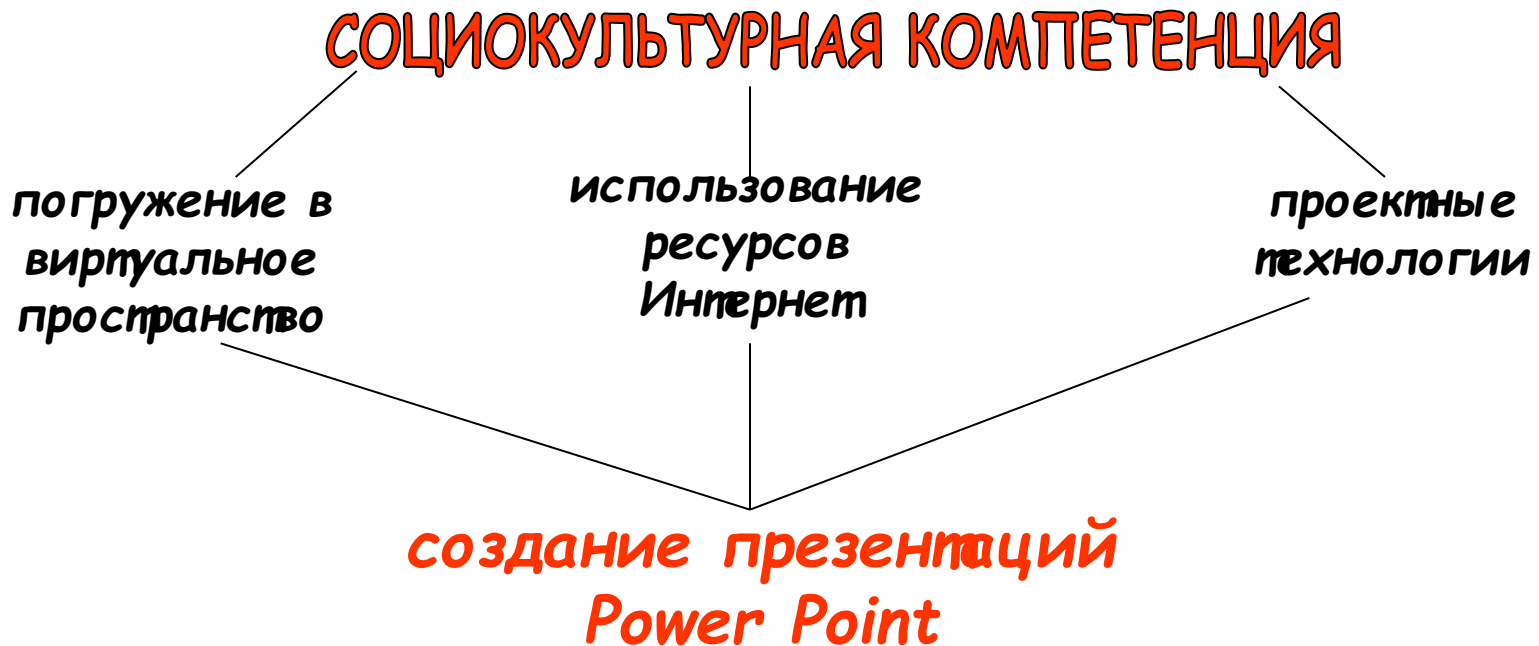 СОЦИОКУЛЬТУРНАЯ КОМПЕТЕНЦИЯ
погружение в
виртуальное
пространство
использование
ресурсов
Интернет
проектные
технологии
создание презентаций
Power Point